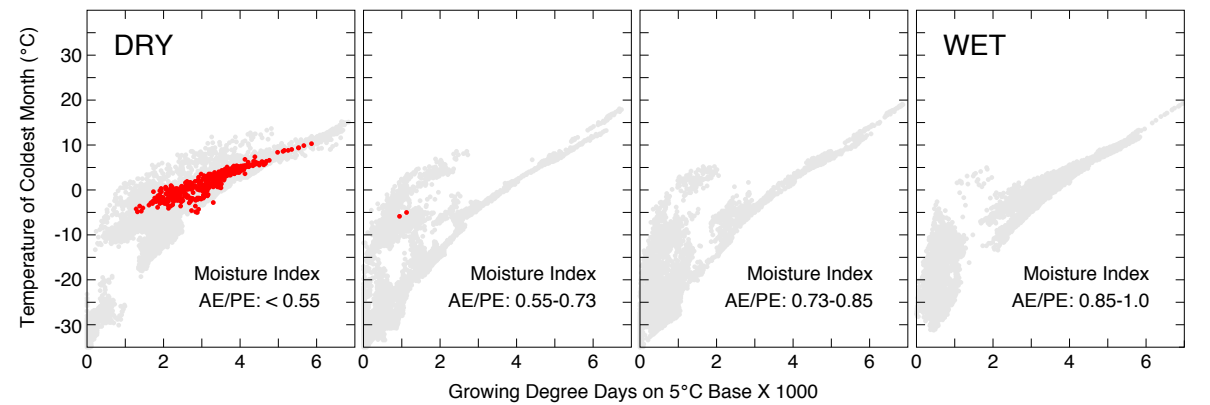 DRY
WET
Temperature of Coldest Month (°C)
30
20
10
0
-10
-20
-30
Moisture Index
AE/PE: < 0.55
Moisture Index
AE/PE: 0.55-0.73
Moisture Index
AE/PE: 0.73-0.85
Moisture Index
AE/PE: 0.85-1.0
0 2 4 6 0 2 4 6 0 2 4 6 0 2 4 6
Growing Degree Days on 5°C Base X 1000